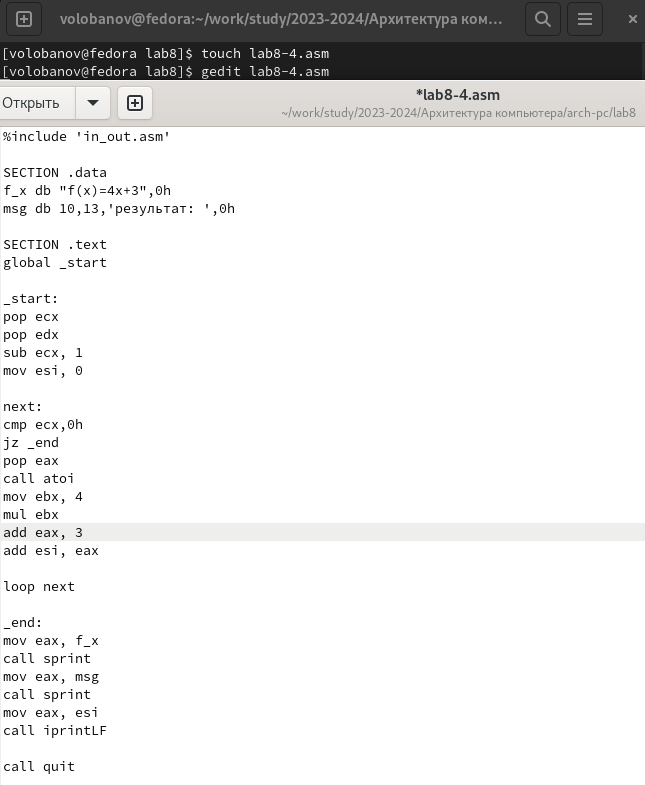 volobanov@fedora:~/work/study/2023-2024/Архитектура ком...
[volobanov@fedora lab8]$ touch lab8-4.asm
[volobanov@fedora lab8]$ gedit lab8-4.asm
Открыть
*lab8-4.asm
~/work/study/2023-2024/Архитектура компьютера/arch-pc/lab8
%include 'in_out.asm'
SECTION .data
f_x db "f(x)=4x+3",0h
msg db 10,13,'результат: ',0h
SECTION .text
global _start
_start:
pop ecx
pop edx
sub ecx, 1
mov esi, 0
next:
cmp ecx,0h
jz _end
pop eax
call atoi
mov ebx, 4
mul ebx
add eax, 3
add esi, eax
loop next
_end:
mov eax, f_x
call sprint
mov eax, msg
call sprint
mov eax, esi
call iprintLF
call quit